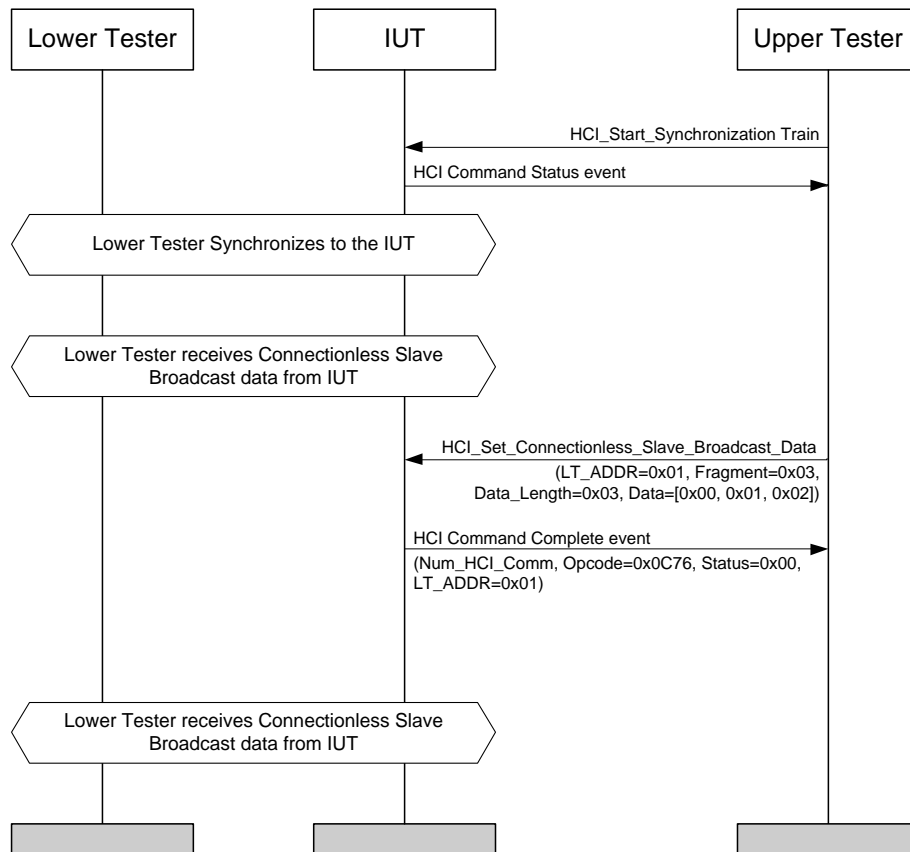 Lower Tester
IUT
Upper Tester
HCI_Start_Synchronization Train
HCI Command Status event
Lower Tester Synchronizes to the IUT
Lower Tester receives Connectionless Slave
Broadcast data from IUT
HCI_Set_Connectionless_Slave_Broadcast_Data
(LT_ADDR=0x01, Fragment=0x03,
Data_Length=0x03, Data=[0x00, 0x01, 0x02])
HCI Command Complete event
(Num_HCI_Comm, Opcode=0x0C76, Status=0x00,
LT_ADDR=0x01)
Lower Tester receives Connectionless Slave
Broadcast data from IUT